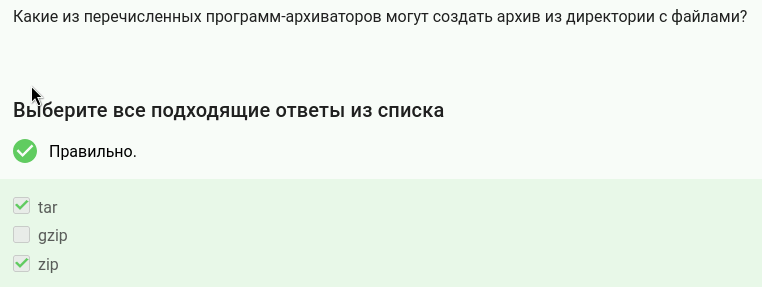 Какие из перечисленных программ-архиваторов могут создать архив из директории с файлами?
Выберите все подходящие ответы из списка
Правильно.
tar
gzip
zip